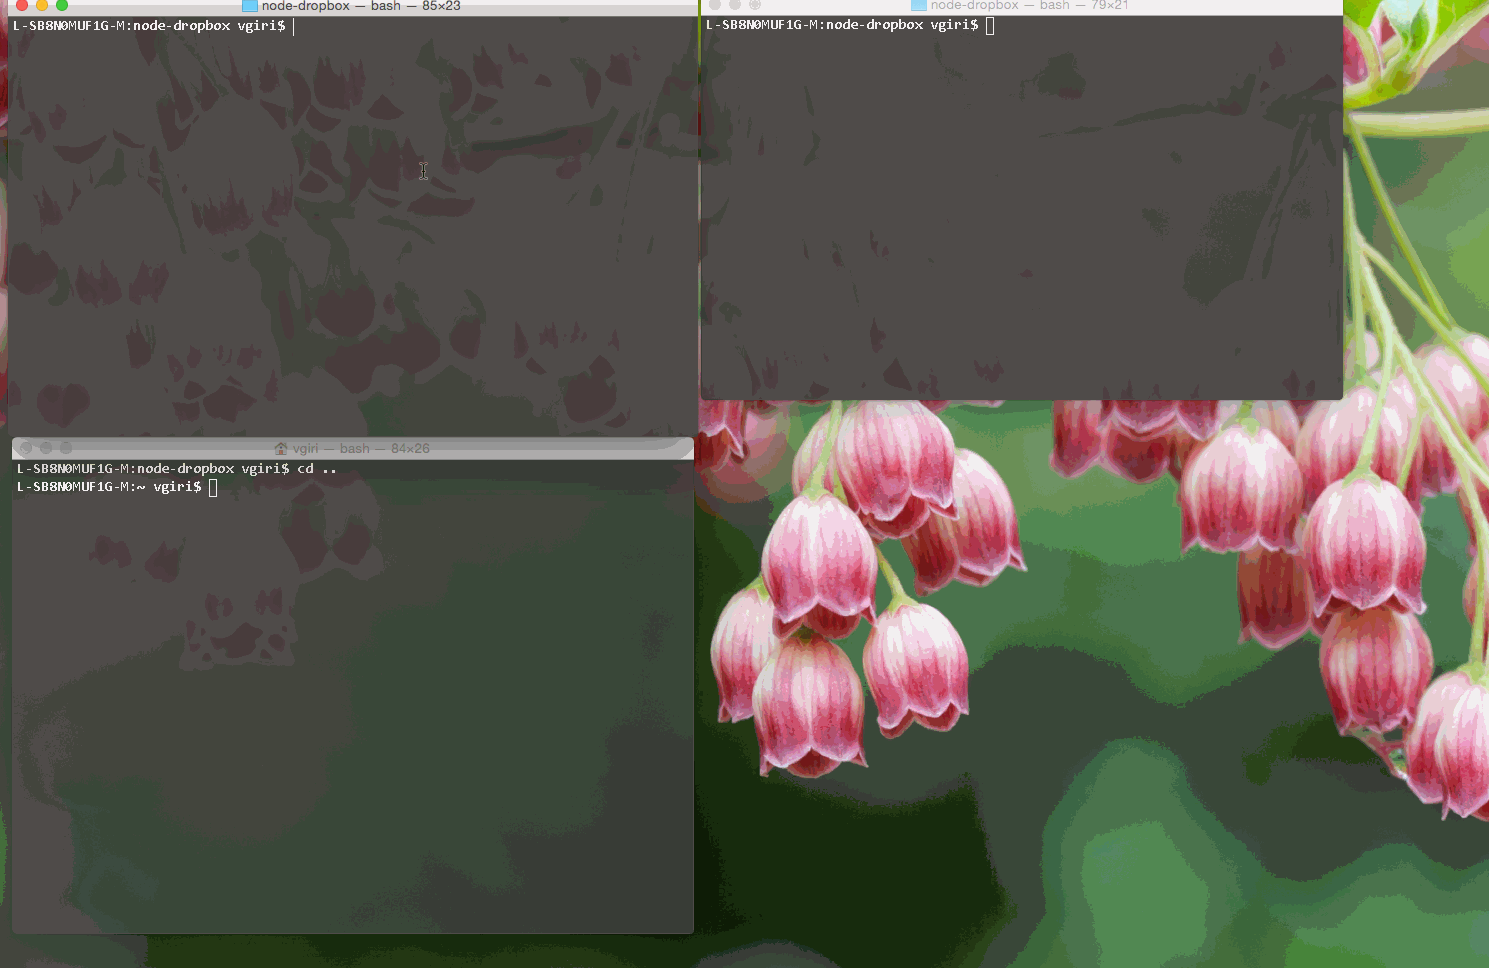 node-dropbox — bash — 85×23
L-SB8N0MUF1G-M:node-dropbox vgiri$
node-dropbox — bash — 79×21
L-SB8N0MUF1G-M:node-dropbox vgiri$
vgiri — bash — 84×26
L-SB8N0MUF1G-M:node-dropbox vgiri$ cd ..
L-SB8N0MUF1G-M:~ vgiri$